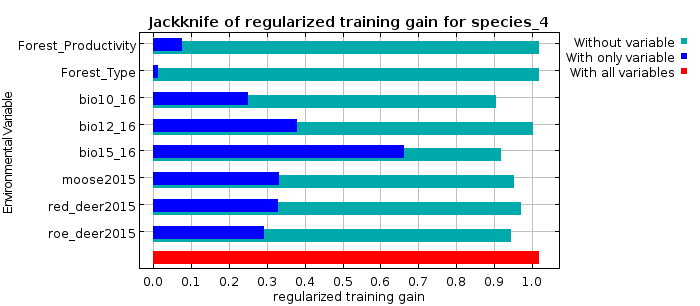 Jackknife of regularized training gain for species_4
Without variable
With only variable
With all variables
Environmental Variable
Forest_Productivity
Forest_Type
bio10_16
bio12_16
bio15_16
moose2015
red_deer2015
roe_deer2015
0.0 0.1 0.2 0.3 0.4 0.5 0.6 0.7 0.8 0.9 1.0
regularized training gain